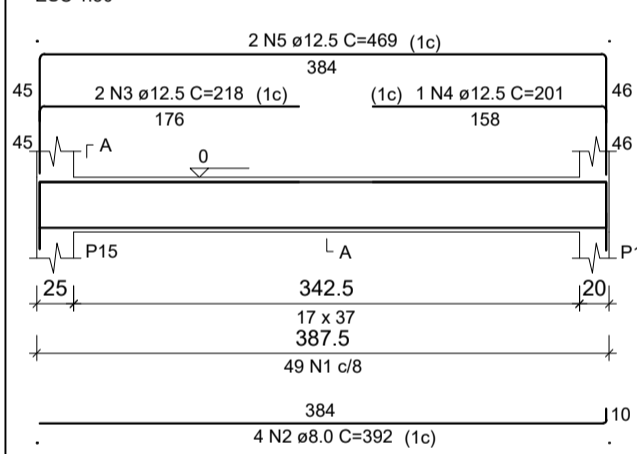 2 N5 ø12.5 C=469 (1c)
384
45
46
2 N3 ø12.5 C=218 (1c)
(1c) 1 N4 ø12.5 C=201
176
158
45
46
A
0
P15
A
25
342.5
20
17 x 37
387.5
49 N1 c/8
384
10
4 N2 ø8.0 C=392 (1c)